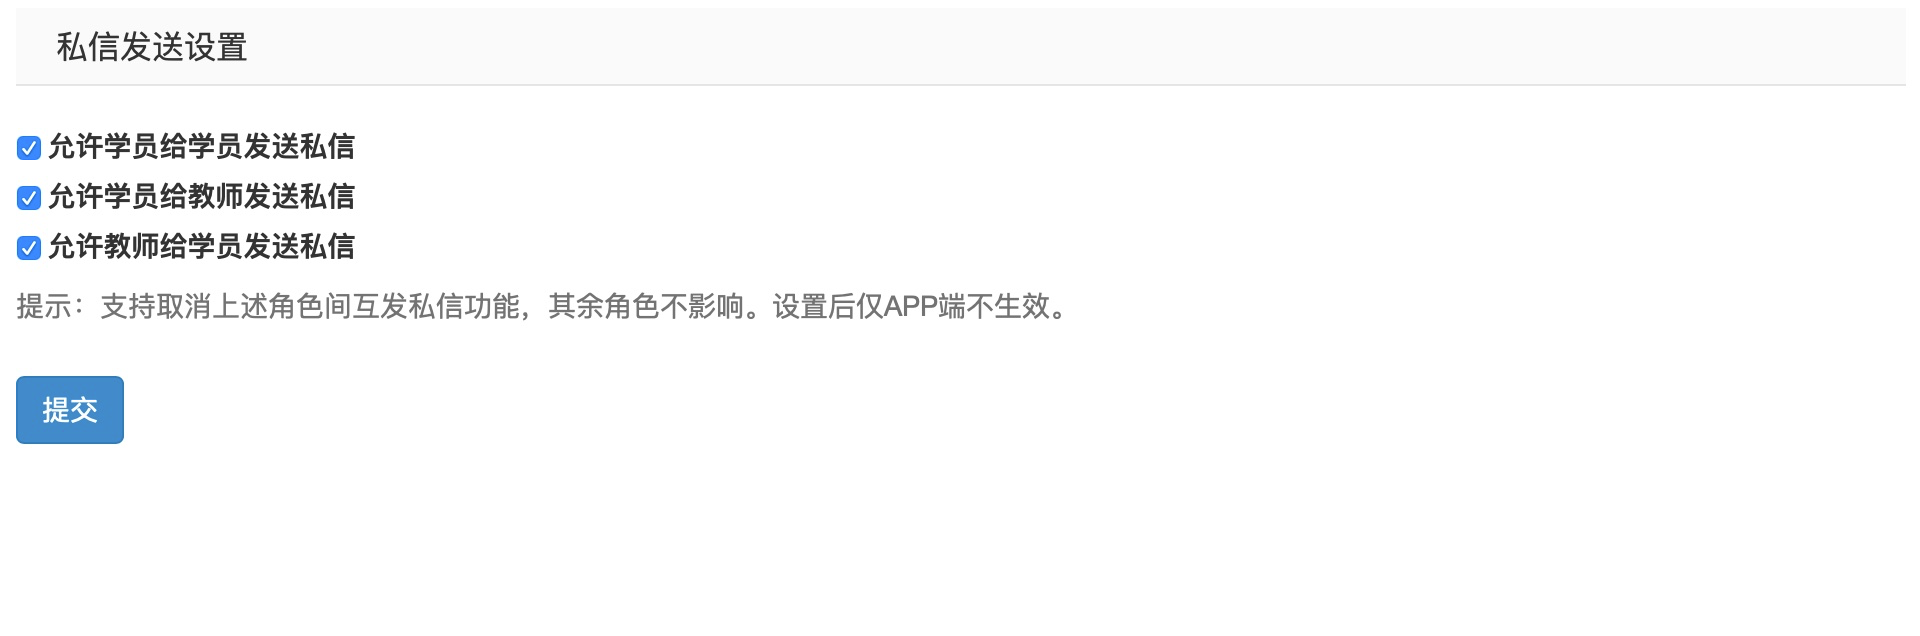 私信发送设置
允许学员给学员发送私信
允许学员给教师发送私信
允许教师给学员发送私信
提示：支持取消上述角色间互发私信功能，其余角色不影响。设置后仅APP端不生效。
提交